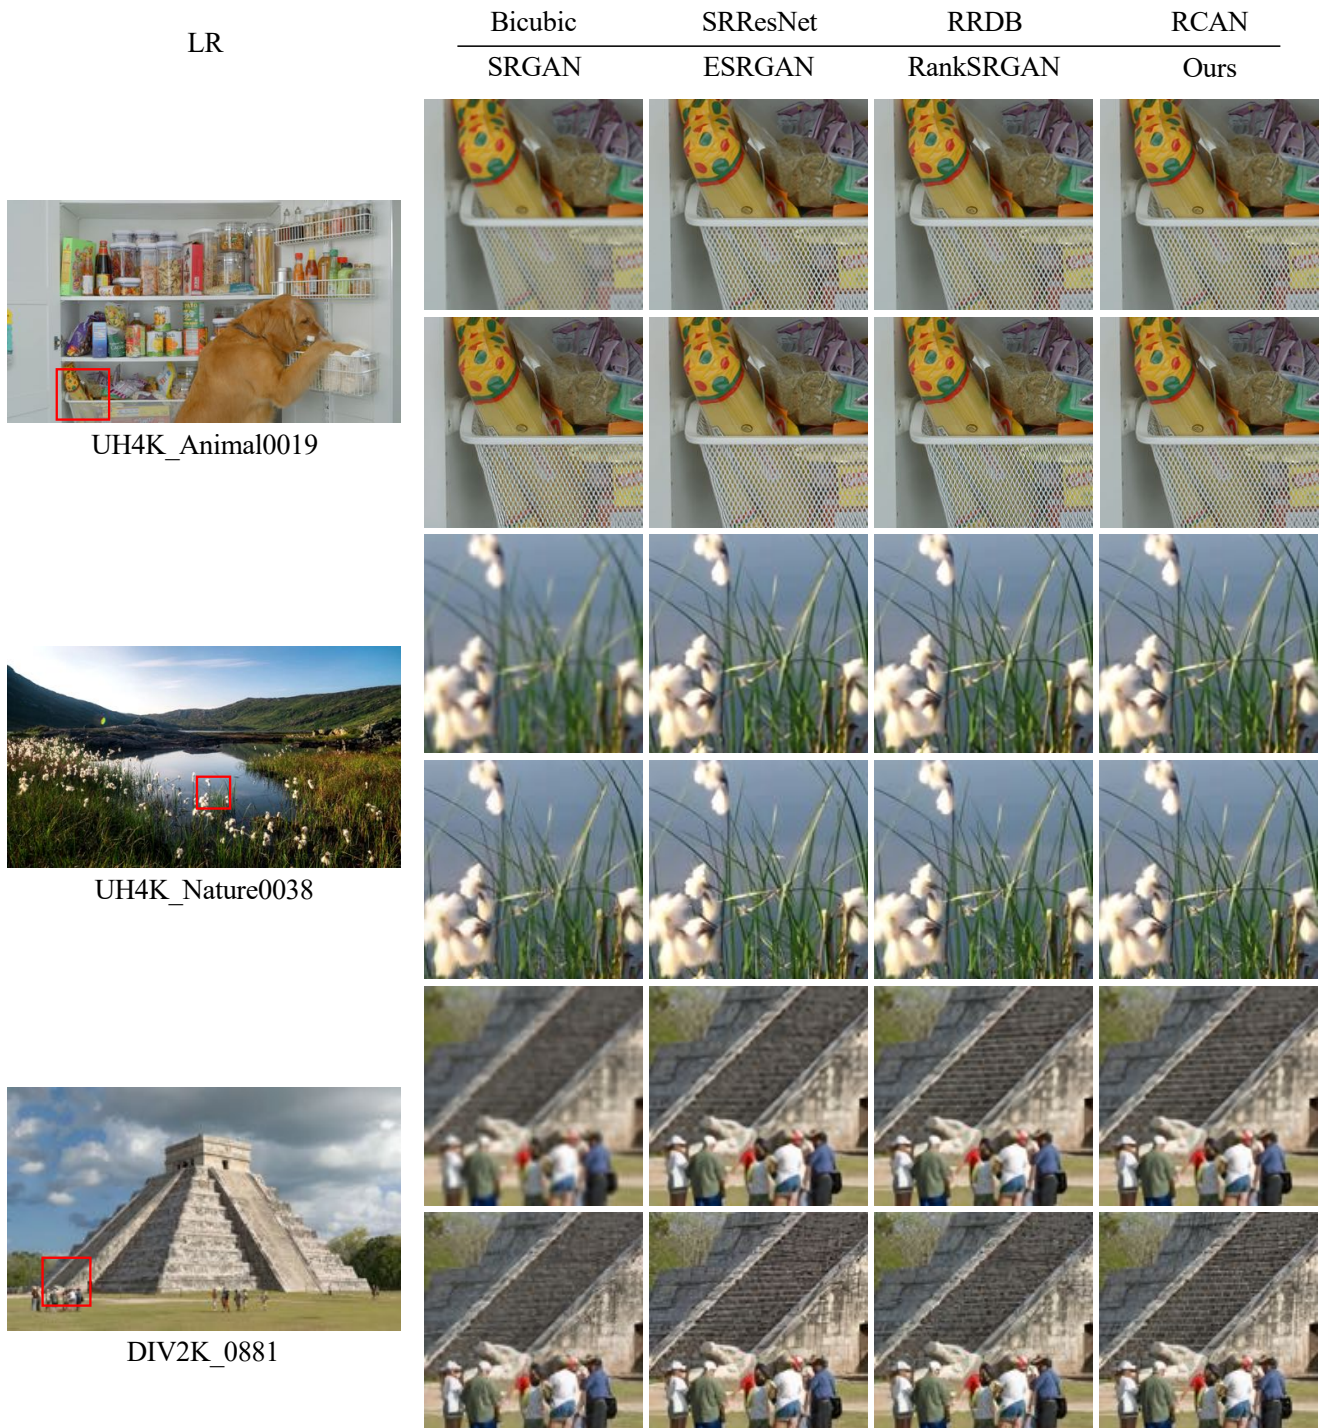 LR
Bicubic SRResNet RRDB RCAN
SRGAN ESRGAN RankSRGAN Ours
UH4K_Animal0019
UH4K_Nature0038
DIV2K_0881